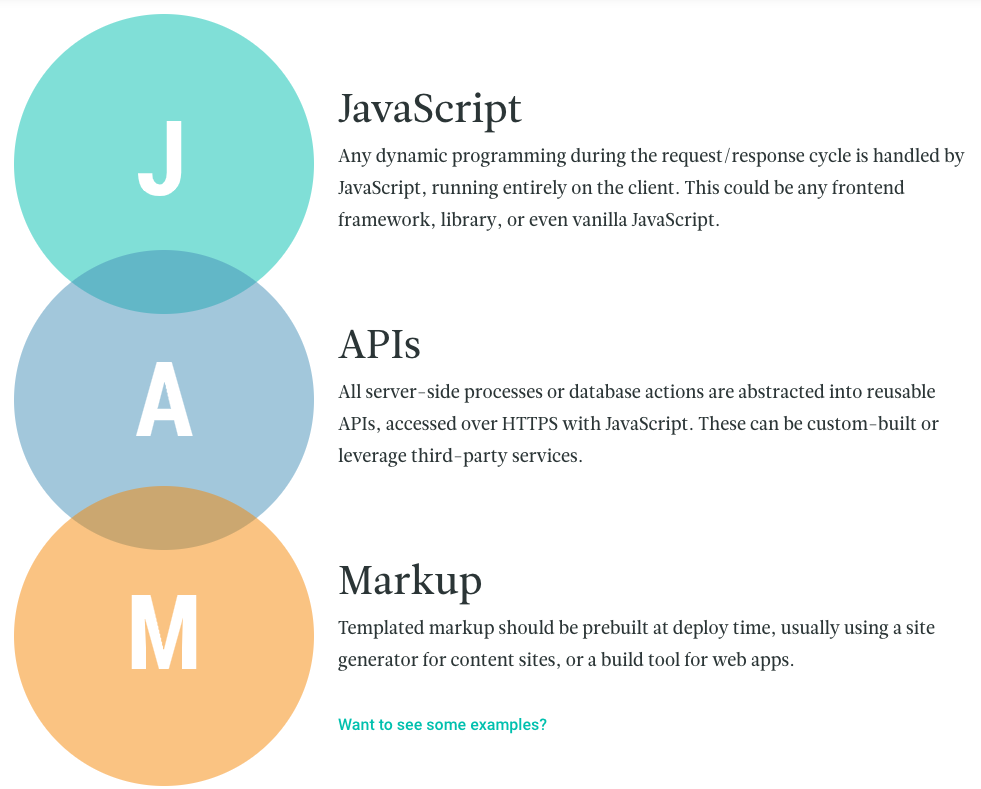 J
JavaScript
Any dynamic programming during the request/response cycle is handled by
JavaScript, running entirely on the client. This could be any frontend
framework, library, or even vanilla JavaScript.
A
APIs
All server-side processes or database actions are abstracted into reusable
APIs, accessed over HTTPS with JavaScript. These can be custom-built or
leverage third-party services.
M
Markup
Templated markup should be prebuilt at deploy time, usually using a site
generator for content sites, or a build tool for web apps.
Want to see some examples?